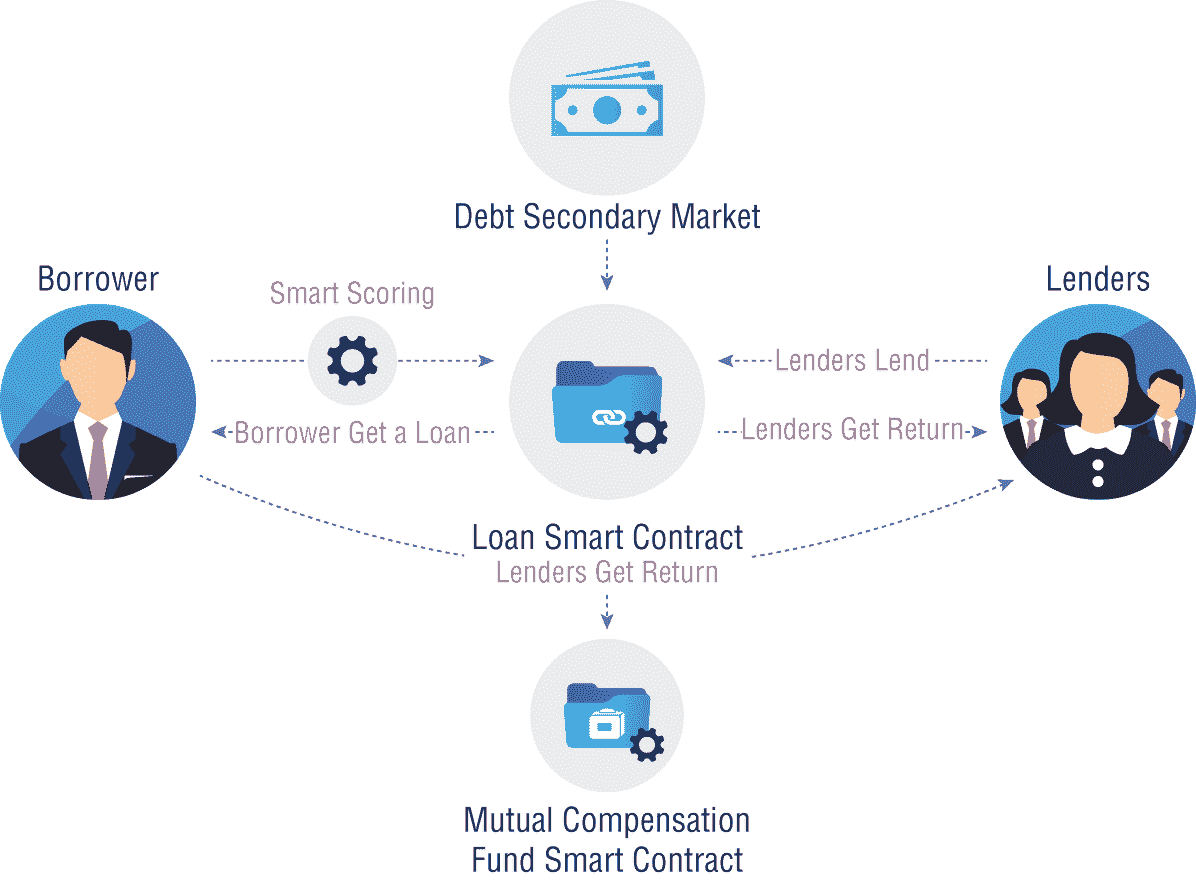 Debt Secondary Market
Borrower
Smart Scoring
Lenders
Lenders Lend
Borrower Get a Loan
Lenders Get Return
Loan Smart Contract
Lenders Get Return
Mutual Compensation
Fund Smart Contract